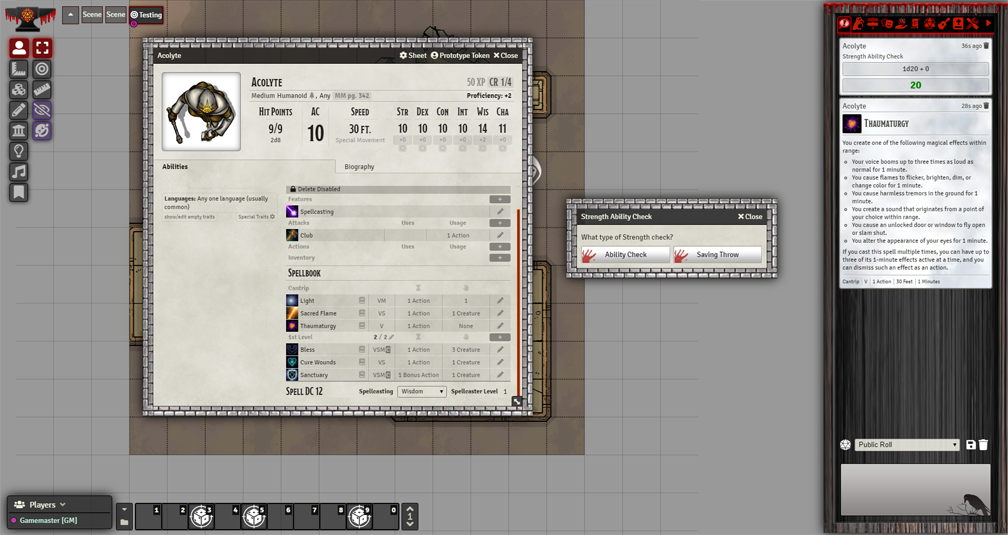 Scene
Scene
Testing
Acolyte
Sheet
Prototype Token
Close
Acolyte
50 XP
CR 1/4
Medium Humanoid
, Any
MM pg. 342
Proficiency: +2
Hit Points
AC
Speed
Str
Dex
Con
Int
Wis
Cha
9/9
10
30 ft.
10
10
10
10
14
11
2d8
Special Movement
+0
+0
+0
+0
+2
+0
Abilities
Biography
Languages: Any one language (usually
common)
show/edit empty traits
Special Traits
Delete Disabled
Features
+
Spellcasting
Attacks
Uses
Usage
+
Club
1 Action
Actions
Uses
Usage
+
Inventory
+
Spellbook
Cantrip
Light
VM
1 Action
1
Sacred Flame
VS
1 Action
1 Creature
Thaumaturgy
V
1 Action
None
1st Level
2 / 2
+
Bless
VSM
1 Action
3 Creature
Cure Wounds
VS
1 Action
1 Creature
Sanctuary
VSM
1 Bonus Action
1 Creature
Spell DC 12
Spellcasting
Wisdom
Spellcaster Level
1
Strength Ability Check
Close
What type of Strength check?
Ability Check
Saving Throw
Acolyte
36s ago
Strength Ability Check
1d20 + 0
20
Acolyte
28s ago
Thaumaturgy
You create one of the following magical effects within
range:
Your voice booms up to three times as loud as
normal for 1 minute.
You cause flames to flicker, brighten, dim, or
change color for 1 minute.
You cause harmless tremors in the ground for 1
minute.
You create a sound that originates from a point of
your choice within range.
You cause an unlocked door or window to fly open
or slam shut.
You alter the appearance of your eyes for 1 minute.
If you cast this spell multiple times, you can have up to
three of its 1-minute effects active at a time, and you
can dismiss such an effect as an action.
Cantrip
V
1 Action
30 Feet
1 Minutes
Public Roll
Players
Gamemaster [GM]
1
2
3
4
5
6
7
8
9
0
1